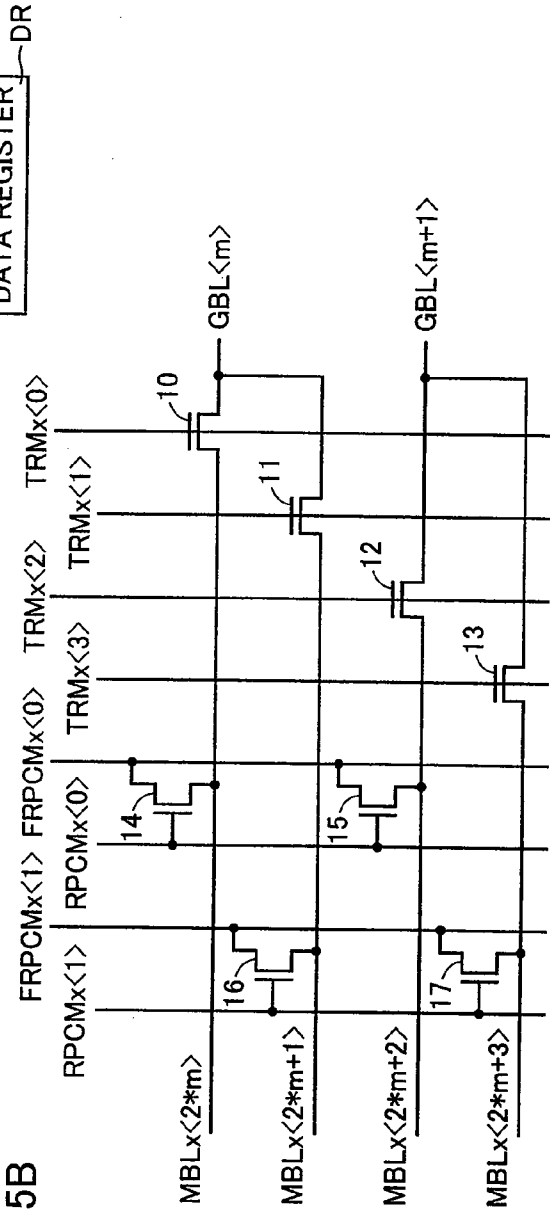 5B
DATA REGISTER
DR
FRPCMx<1>
RPCMx<1>
FRPCMx<0>
RPCMx<0>
TRMx<3>
TRMx<2>
TRMx<1>
TRMx<0>
MBLx<2*m>
14
10
GBL<m>
MBLx<2*m+1>
16
11
MBLx<2*m+2>
15
12
GBL<m+1>
MBLx<2*m+3>
17
13